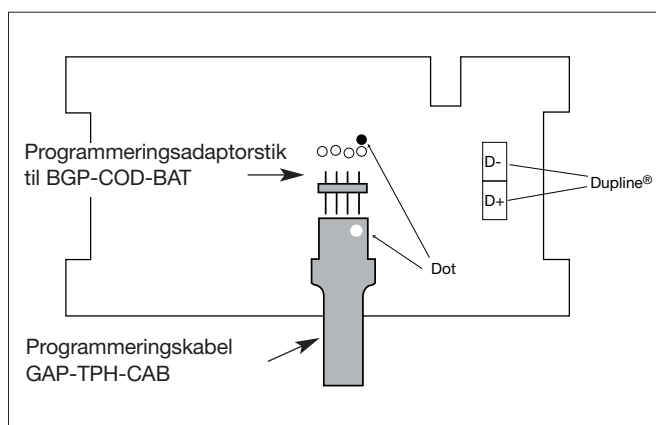 Programmeringsadaptorstik
til BGP-COD-BAT
D-
D+
Dupline®
Dot
Programmeringskabel
GAP-TPH-CAB